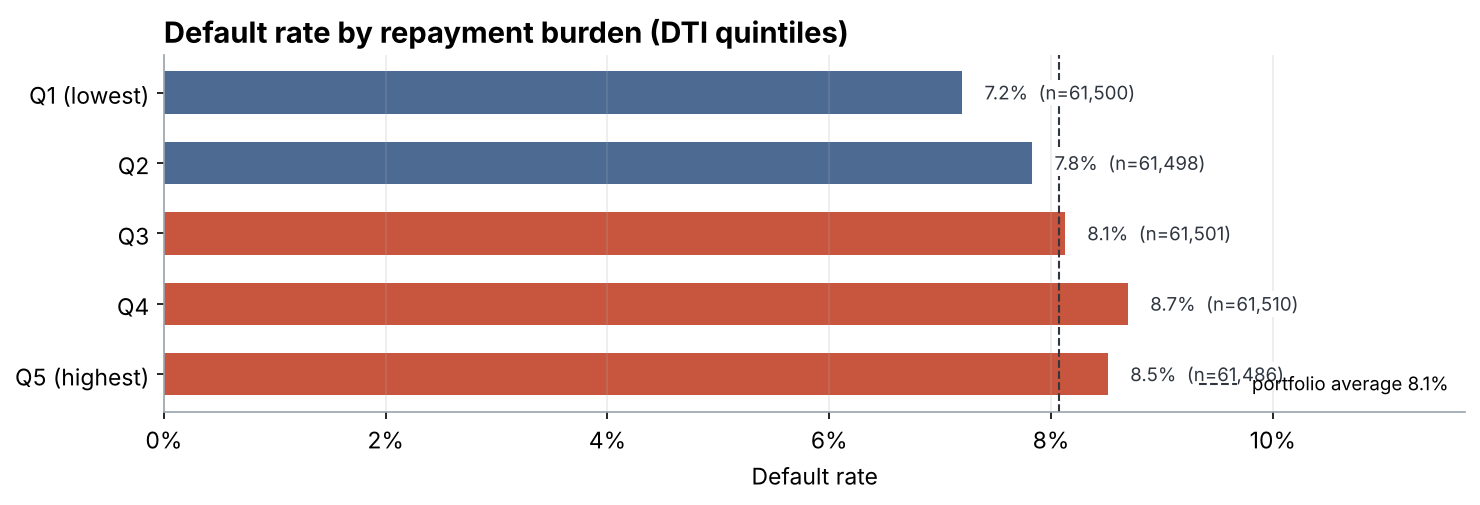 Default rate by repayment burden (DTI quintiles)
Q1 (lowest) 7.2% (n=61,500)
Q2 7.8% (n=61,498)
Q3 8.1% (n=61,501)
Q4 8.7% (n=61,510)
Q5 (highest) 8.5% (n=61,486)
portfolio average 8.1%
0% 2% 4% 6% 8% 10%
Default rate